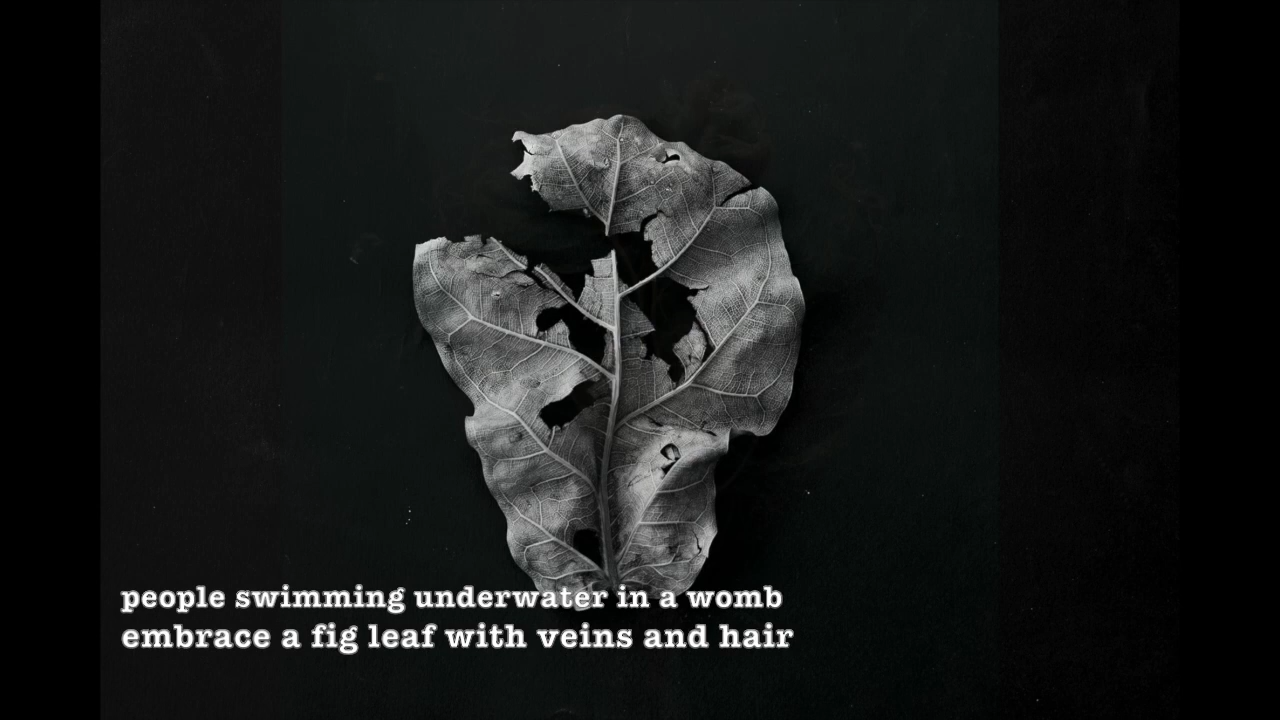 people swimming underwater in a womb
embrace a fig leaf with veins and hair